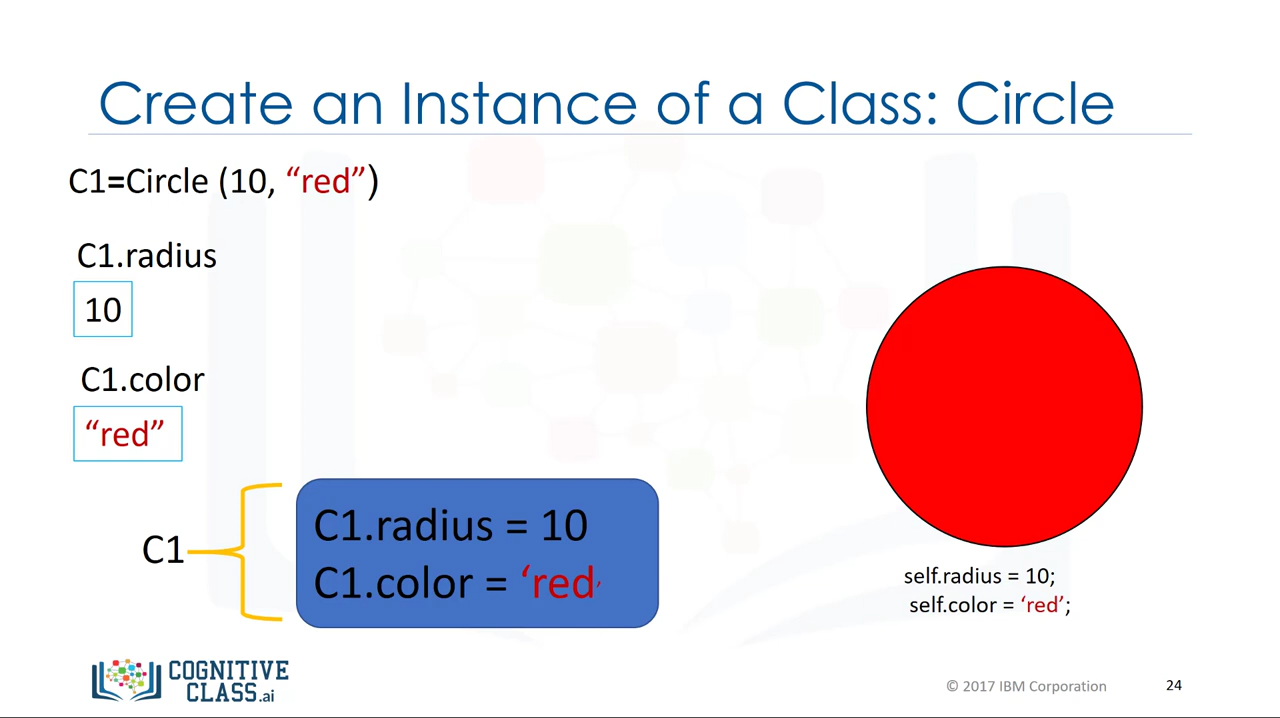 Create an Instance of a Class: Circle
C1=Circle (10, “red”)
C1.radius
10
C1.color
“red”
C1
C1.radius = 10
C1.color = ‘red’
self.radius = 10;
self.color = ‘red’;
COGNITIVE
CLASS.ai
© 2017 IBM Corporation
24